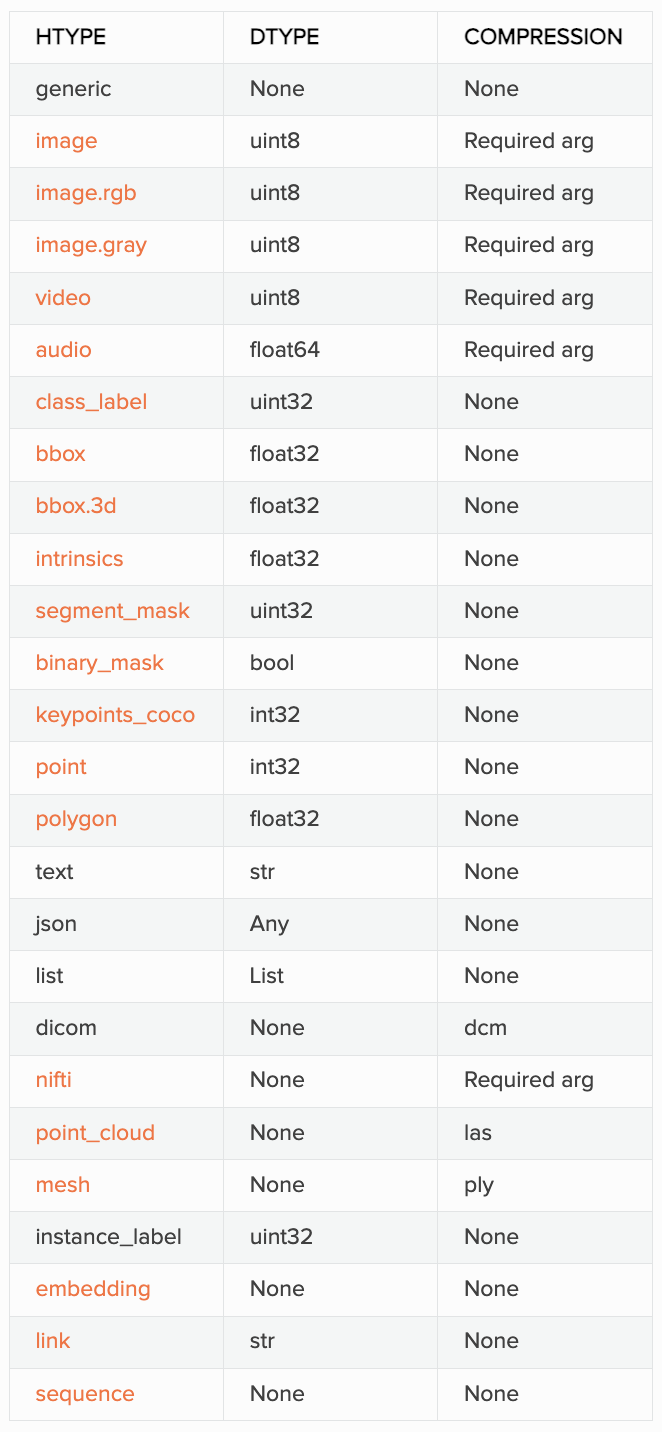 HTYPE DTYPE COMPRESSION
generic None None
image uint8 Required arg
image.rgb uint8 Required arg
image.gray uint8 Required arg
video uint8 Required arg
audio float64 Required arg
class_label uint32 None
bbox float32 None
bbox.3d float32 None
intrinsics float32 None
segment_mask uint32 None
binary_mask bool None
keypoints_coco int32 None
point int32 None
polygon float32 None
text str None
json Any None
list List None
dicom None dcm
nifti None Required arg
point_cloud None las
mesh None ply
instance_label uint32 None
embedding None None
link str None
sequence None None